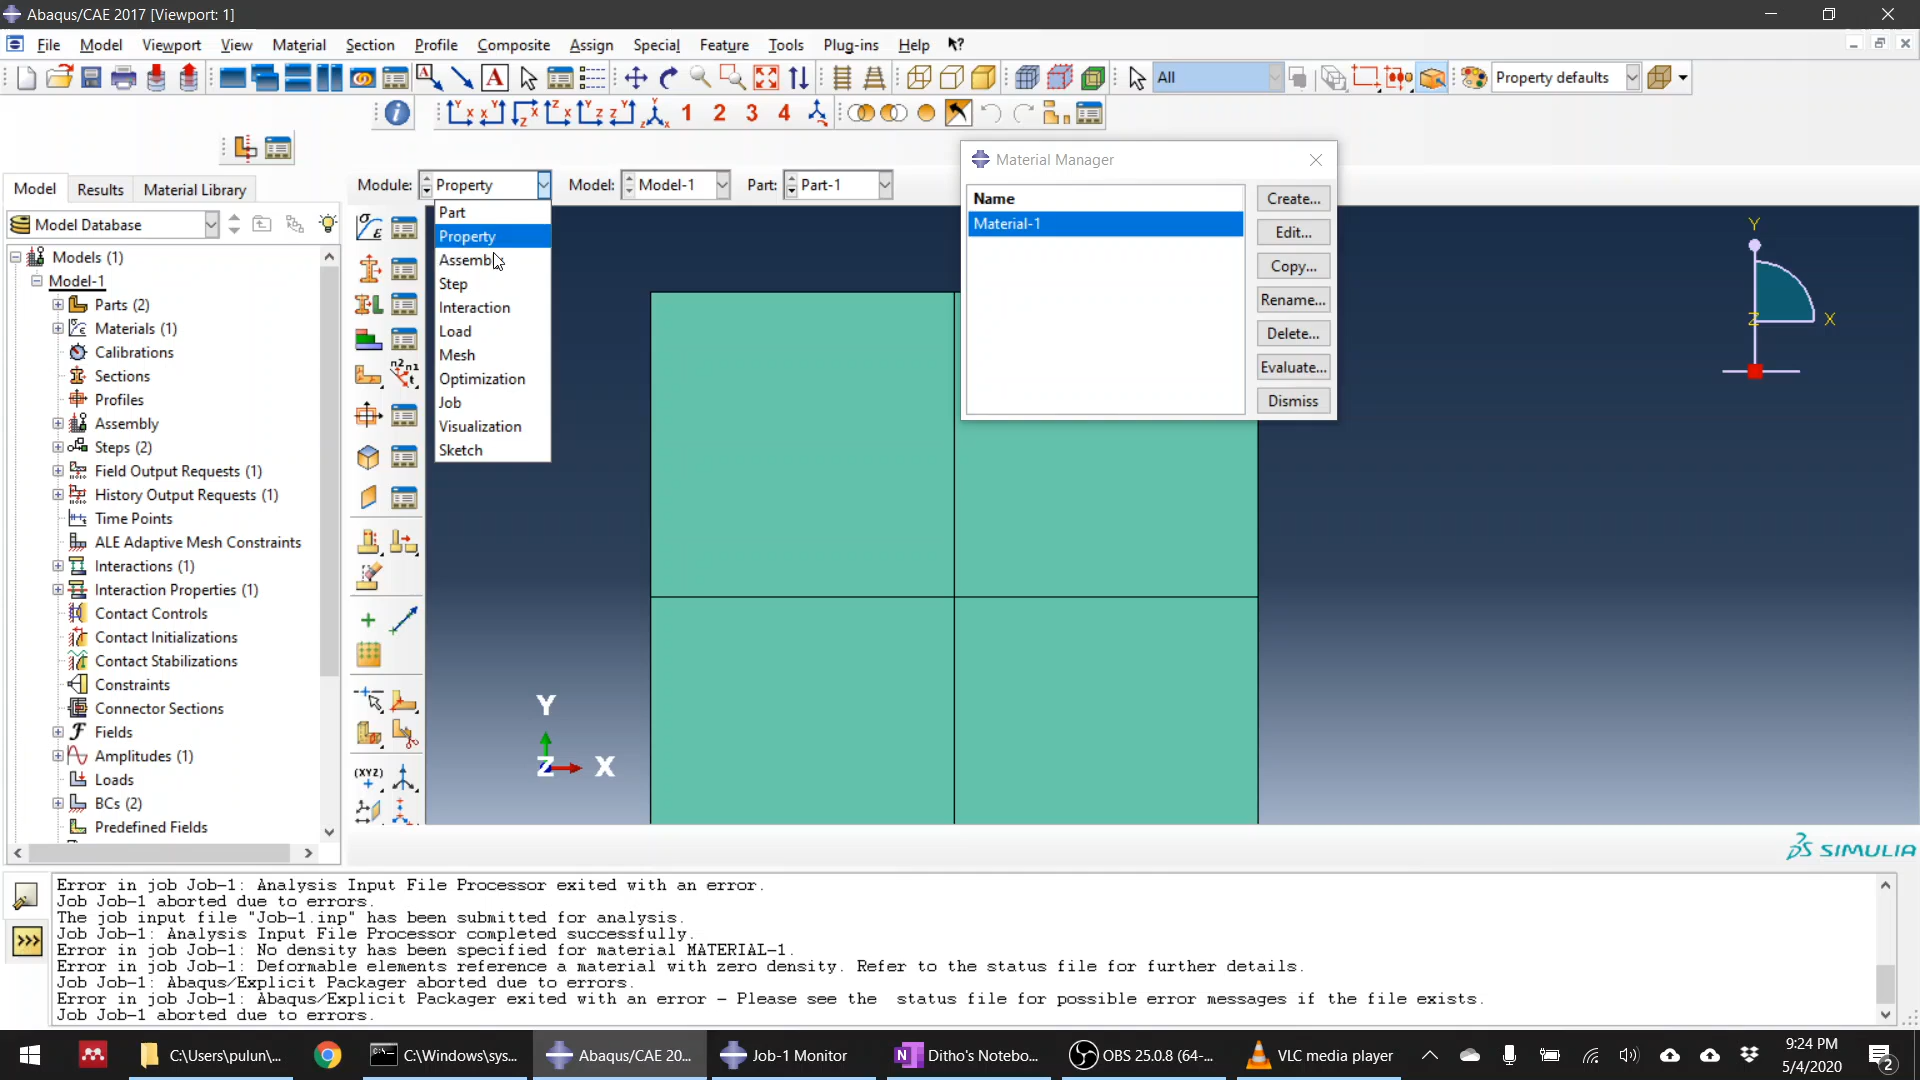 Abaqus/CAE 2017 [Viewport: 1]
File Model Viewport View Material Section Profile Composite Assign Special Feature Tools Plug-ins Help
All
Property defaults
1 2 3 4
Model Results Material Library
Module: Property Model: Model-1 Part: Part-1
Model Database
Models (1)
Model-1
Parts (2)
Materials (1)
Calibrations
Sections
Profiles
Assembly
Steps (2)
Field Output Requests (1)
History Output Requests (1)
Time Points
ALE Adaptive Mesh Constraints
Interactions (1)
Interaction Properties (1)
Contact Controls
Contact Initializations
Contact Stabilizations
Constraints
Connector Sections
Fields
Amplitudes (1)
Loads
BCs (2)
Predefined Fields
Part
Property
Assembly
Step
Interaction
Load
Mesh
Optimization
Job
Visualization
Sketch
Material Manager
Name
Material-1
Create...
Edit...
Copy...
Rename...
Delete...
Evaluate...
Dismiss
Y
Z X
Y
Z X
(XYZ)
SIMULIA
Error in job Job-1: Analysis Input File Processor exited with an error.
Job Job-1 aborted due to errors.
The job input file "Job-1.inp" has been submitted for analysis.
Job Job-1: Analysis Input File Processor completed successfully.
Error in job Job-1: No density has been specified for material MATERIAL-1.
Error in job Job-1: Deformable elements reference a material with zero density. Refer to the status file for further details.
Job Job-1: Abaqus/Explicit Packager aborted due to errors.
Error in job Job-1: Abaqus/Explicit Packager exited with an error - Please see the status file for possible error messages if the file exists.
Job Job-1 aborted due to errors.
C:\Users\pulun\...
C:\Windows\sys...
Abaqus/CAE 20...
Job-1 Monitor
Ditho's Notebo...
OBS 25.0.8 (64-...
VLC media player
9:24 PM
5/4/2020
2